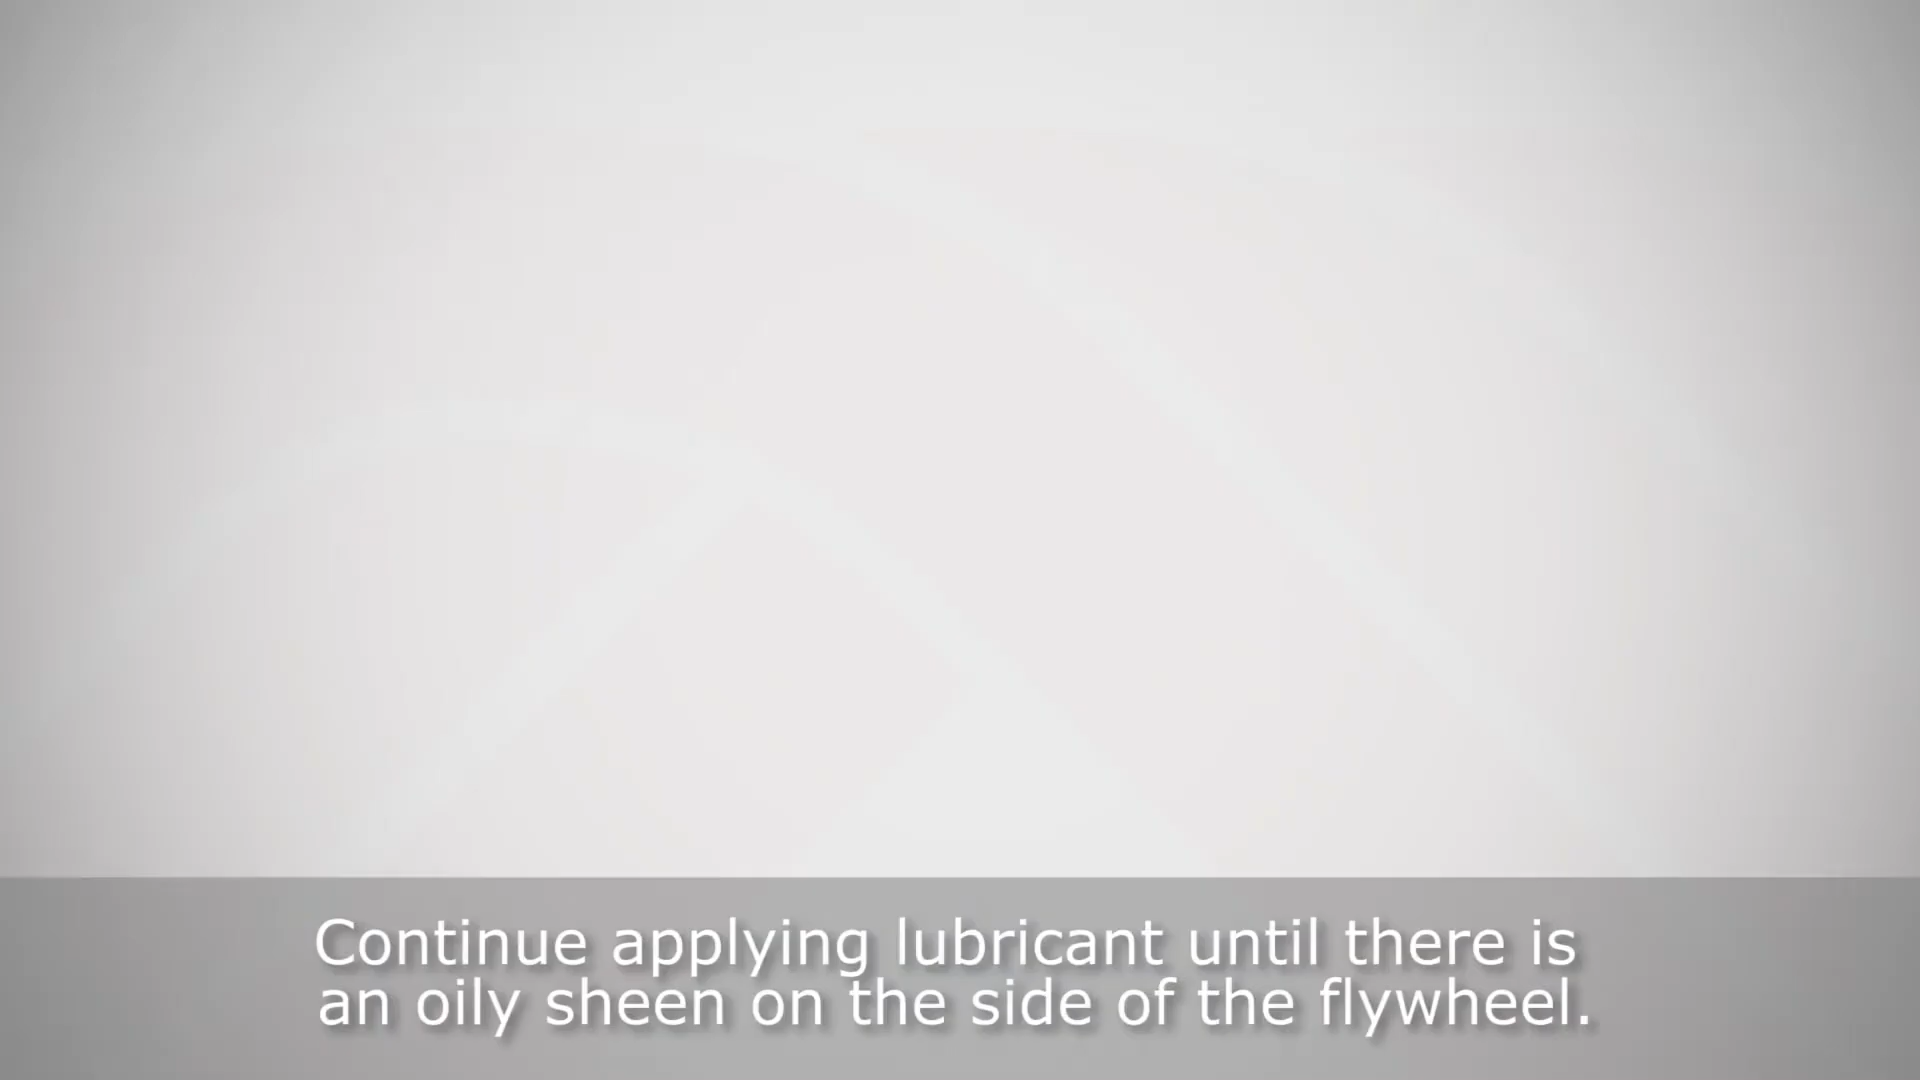 Continue applying lubricant until there is
an oily sheen on the side of the flywheel.